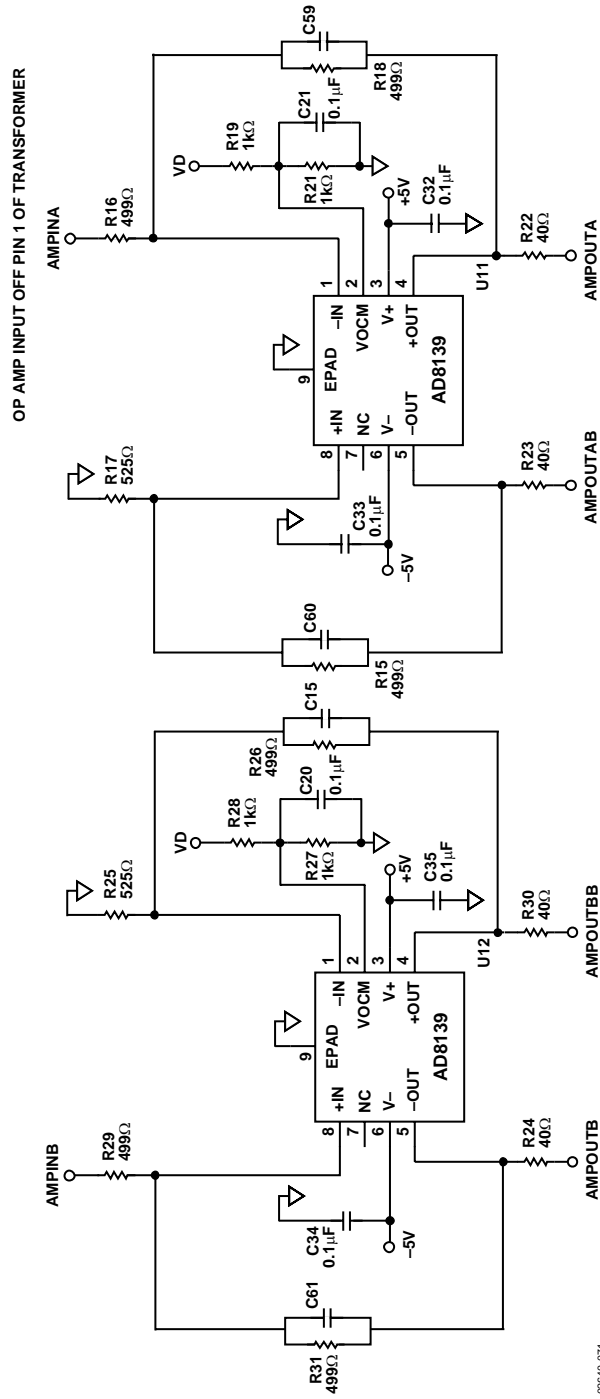 OP AMP INPUT OFF PIN 1 OF TRANSFORMER
AMPINA
R16
499Ω
R17
525Ω
VD
R19
1kΩ
R21
1kΩ
C21
0.1µF
C59
R18
499Ω
9
EPAD
+IN
–IN
8
1
NC
VOCM
7
2
V–
V+
6
3
–OUT
+OUT
5
4
AD8139
U11
+5V
C32
0.1µF
C33
0.1µF
–5V
C60
R15
499Ω
R22
40Ω
AMPOUTA
R23
40Ω
AMPOUTAB
AMPINB
R29
499Ω
R25
525Ω
VD
R28
1kΩ
R27
1kΩ
C20
0.1µF
R26
499Ω
C15
9
EPAD
+IN
–IN
8
1
NC
VOCM
7
2
V–
V+
6
3
–OUT
+OUT
5
4
AD8139
U12
+5V
C35
0.1µF
C34
0.1µF
–5V
C61
R31
499Ω
R30
40Ω
AMPOUTBB
R24
40Ω
AMPOUTB